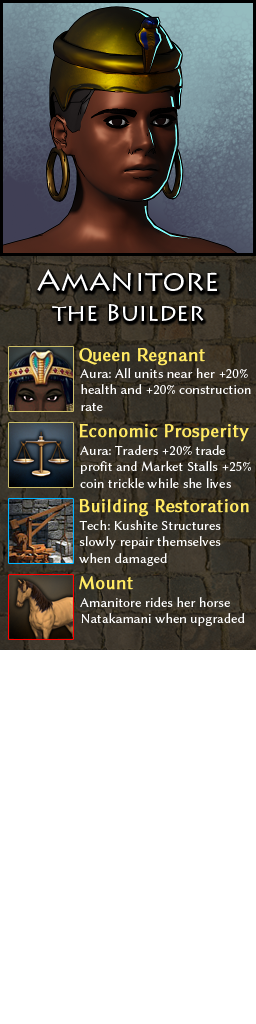 Amanitore
the Builder
Queen Regnant
Aura: All units near her +20%
health and +20% construction
rate
Economic Prosperity
Aura: Traders +20% trade
profit and Market Stalls +25%
coin trickle while she lives
Building Restoration
Tech: Kushite Structures
slowly repair themselves
when damaged
Mount
Amanitore rides her horse
Natakamani when upgraded